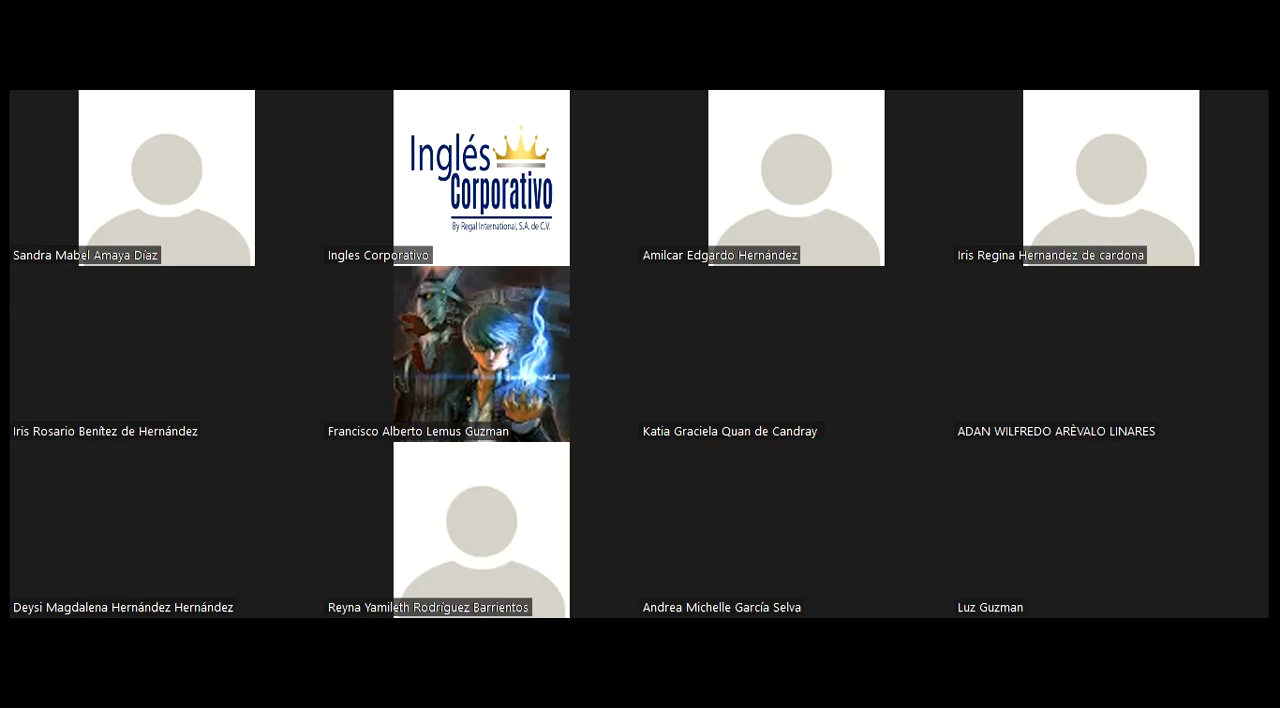 Inglés
Corporativo
By Regal International, S.A. de C.V.
Sandra Mabel Amaya Díaz
Ingles Corporativo
Amilcar Edgardo Hernández
Iris Regina Hernandez de cardona
Iris Rosario Benítez de Hernández
Francisco Alberto Lemus Guzman
Katia Graciela Quan de Candray
ADAN WILFREDO ARÈVALO LINARES
Deysi Magdalena Hernández Hernández
Reyna Yamileth Rodríguez Barrientos
Andrea Michelle García Selva
Luz Guzman